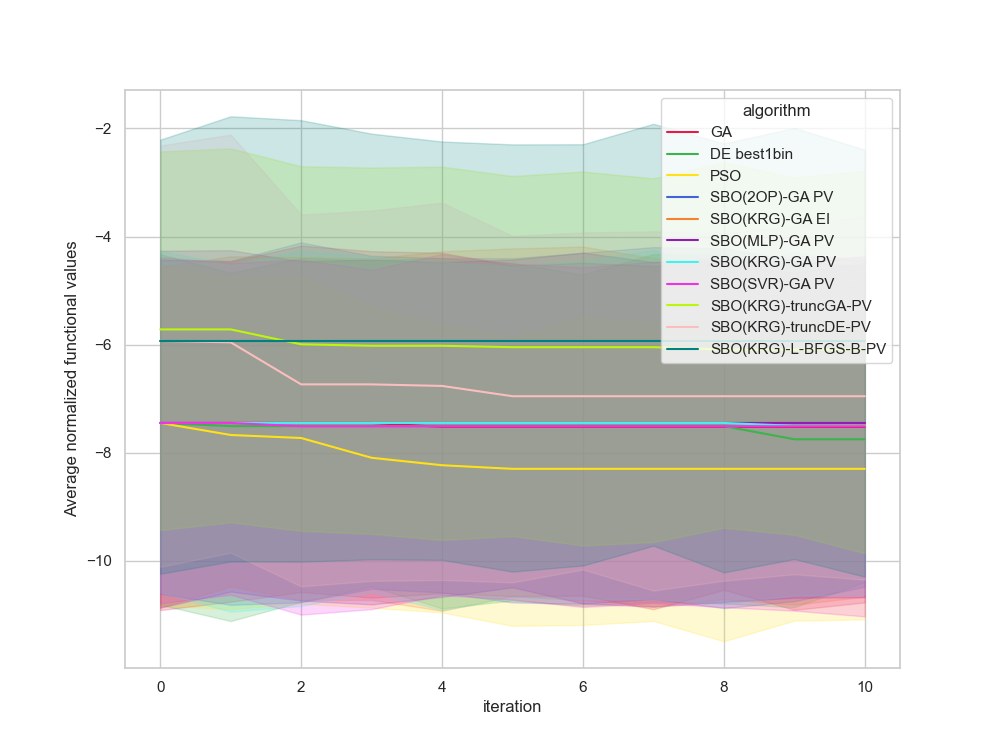 algorithm
GA
DE best1bin
PSO
SBO(2OP)-GA PV
SBO(KRG)-GA EI
SBO(MLP)-GA PV
SBO(KRG)-GA PV
SBO(SVR)-GA PV
SBO(KRG)-truncGA-PV
SBO(KRG)-truncDE-PV
SBO(KRG)-L-BFGS-B-PV
Average normalized functional values
−2
−4
−6
−8
−10
0 2 4 6 8 10
iteration